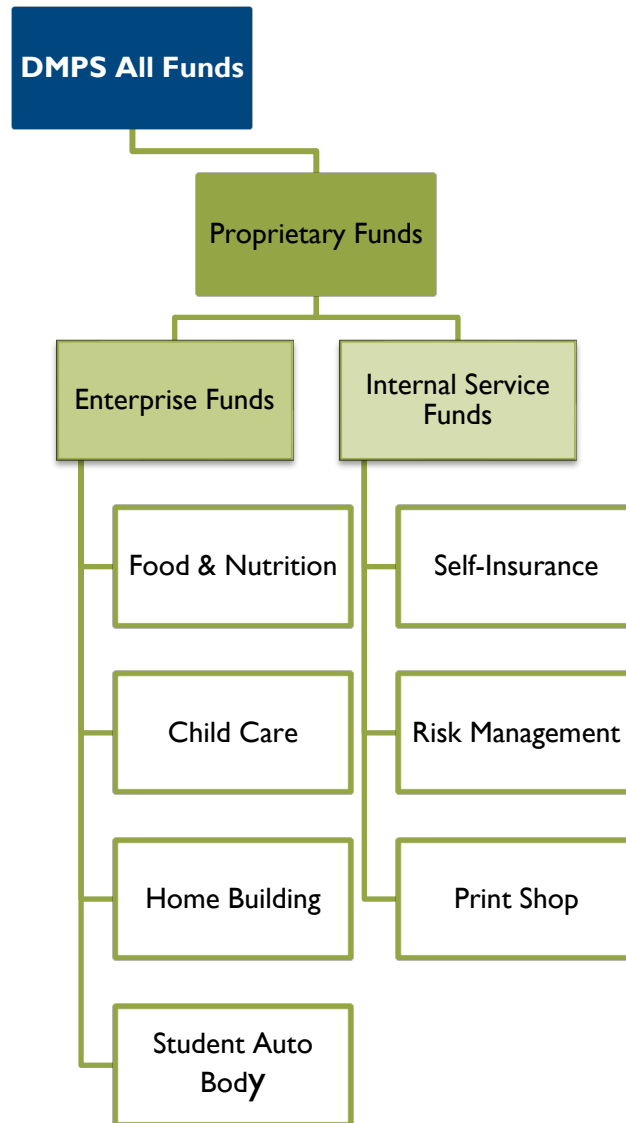 DMPS All Funds
Proprietary Funds
Enterprise Funds
Internal Service
Funds
Food & Nutrition
Self-Insurance
Child Care
Risk Management
Home Building
Print Shop
Student Auto
Body